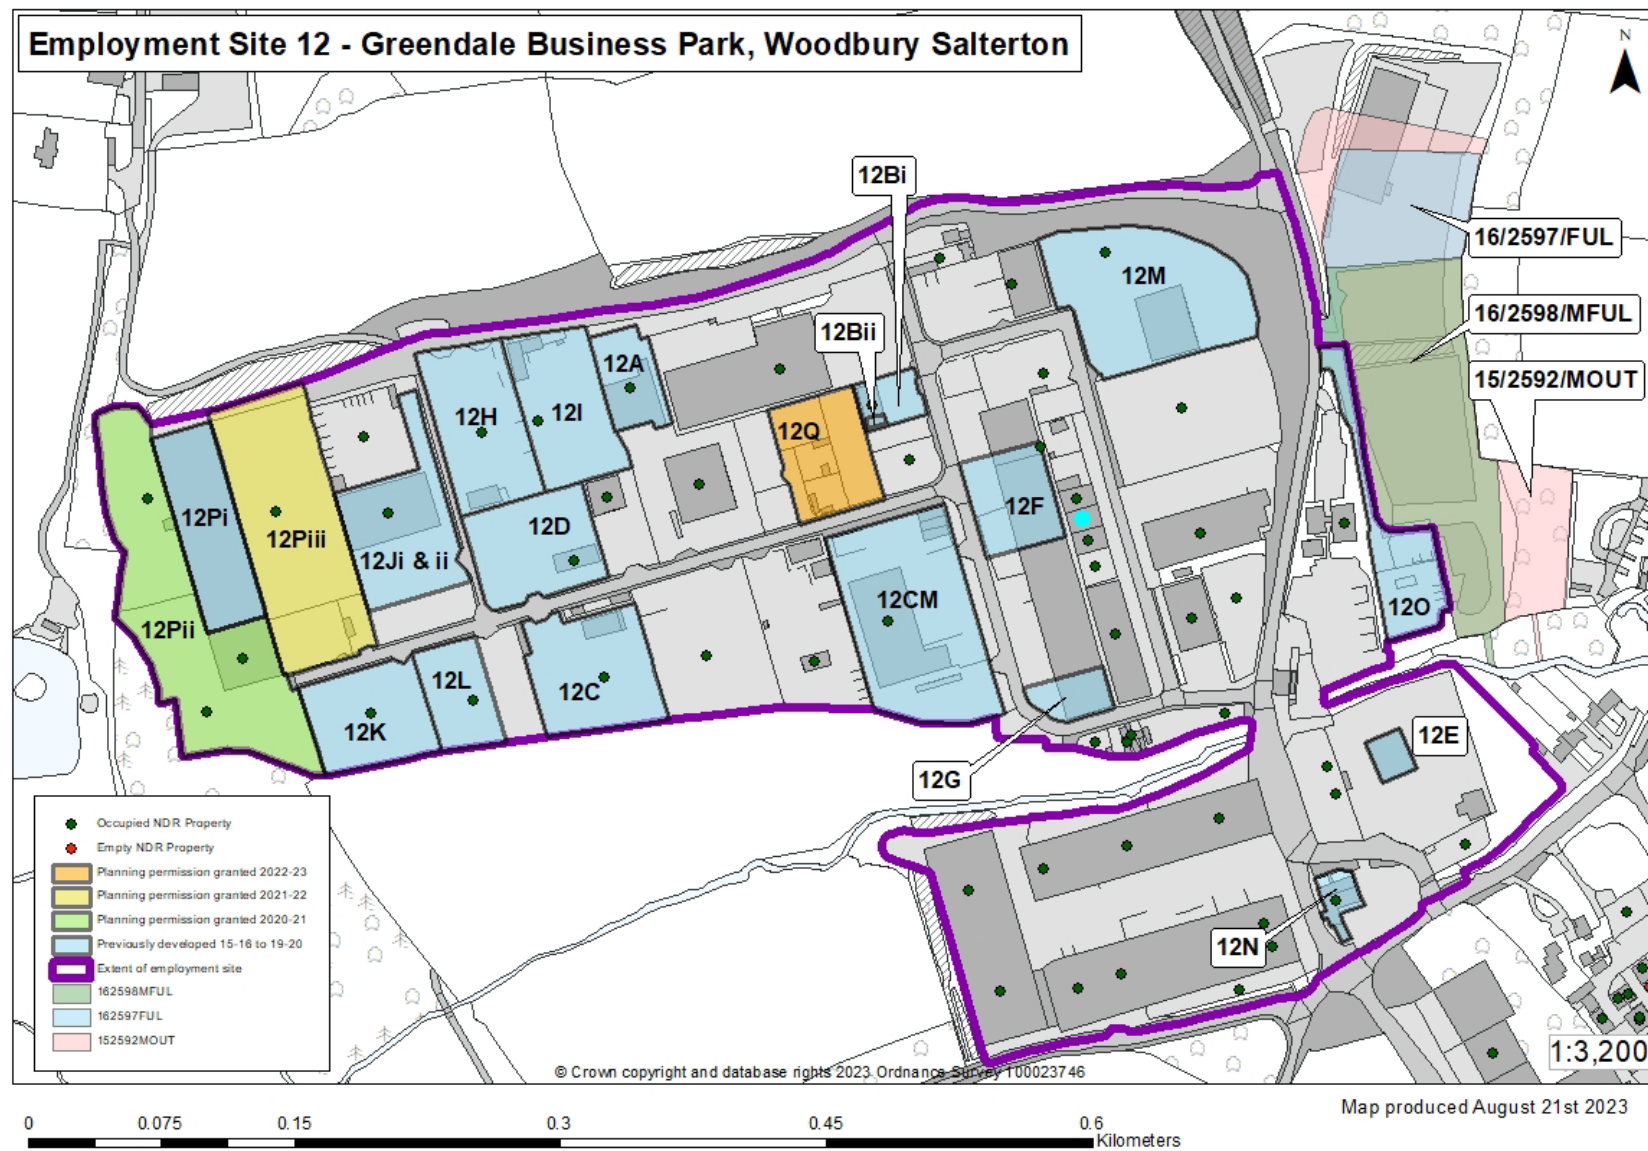 Employment Site 12 - Greendale Business Park, Woodbury Salterton
N
12Bi
16/2597/FUL
12M
16/2598/MFUL
12Bii
12A
15/2592/MOUT
12H
12I
12Q
12F
12Pi
12D
12Piii
12Ji & ii
12CM
12O
12Pii
12L
12C
12K
12E
12G
12N
Occupied NDR Property
Empty NDR Property
Planning permission granted 2022-23
Planning permission granted 2021-22
Planning permission granted 2020-21
Previously developed 15-16 to 19-20
Extent of employment site
162598MFUL
162597FUL
152592MOUT
1:3,200
© Crown copyright and database rights 2023 Ordnance Survey 100023746
Map produced August 21st 2023
0 0.075 0.15 0.3 0.45 0.6
Kilometers